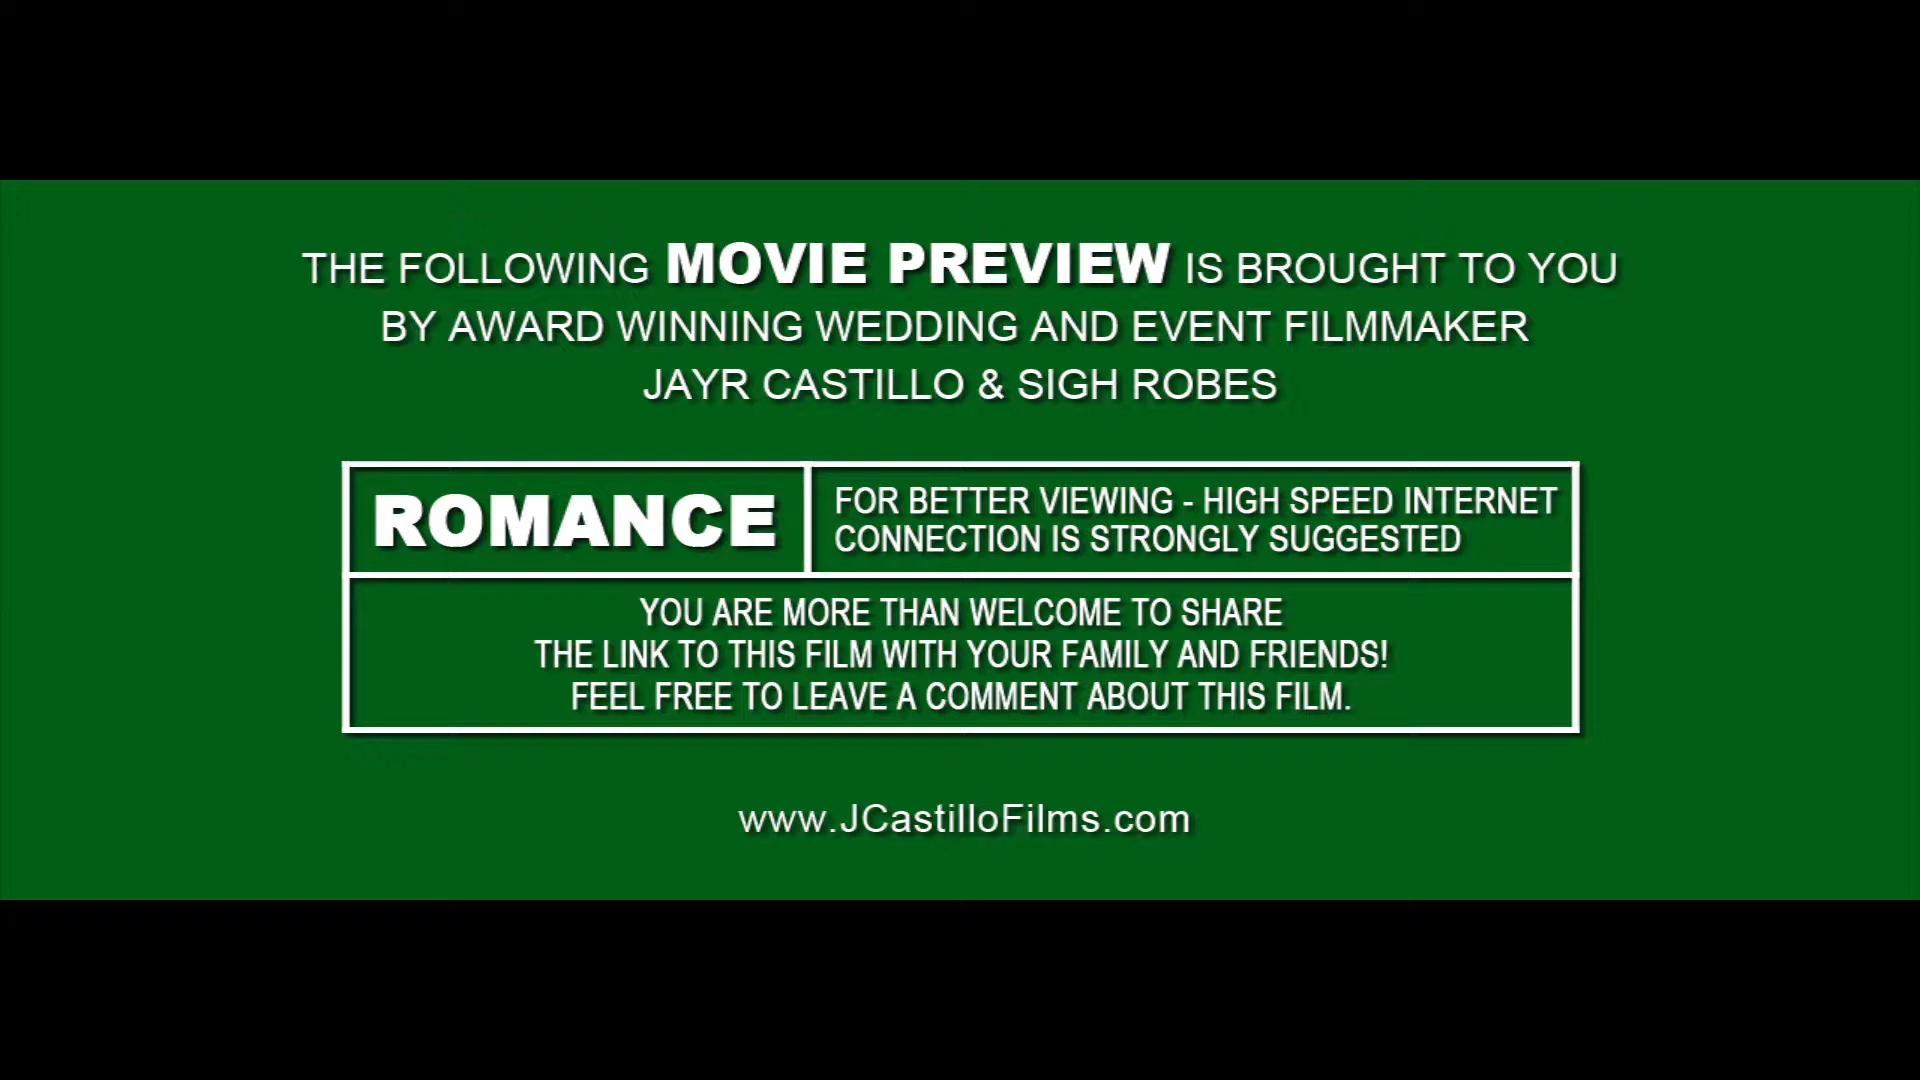 THE FOLLOWING MOVIE PREVIEW IS BROUGHT TO YOU
BY AWARD WINNING WEDDING AND EVENT FILMMAKER
JAYR CASTILLO & SIGH ROBES
ROMANCE
FOR BETTER VIEWING - HIGH SPEED INTERNET
CONNECTION IS STRONGLY SUGGESTED
YOU ARE MORE THAN WELCOME TO SHARE
THE LINK TO THIS FILM WITH YOUR FAMILY AND FRIENDS!
FEEL FREE TO LEAVE A COMMENT ABOUT THIS FILM.
www.JCastilloFilms.com